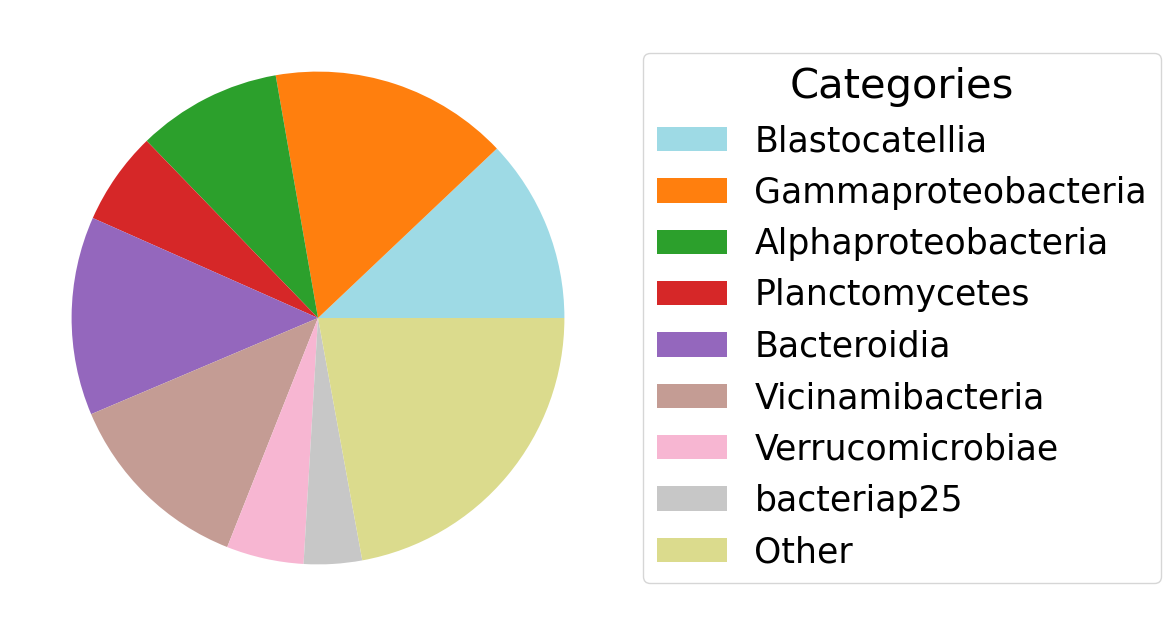 Categories
Blastocatellia
Gammaproteobacteria
Alphaproteobacteria
Planctomycetes
Bacteroidia
Vicinamibacteria
Verrucomicrobiae
bacteriap25
Other